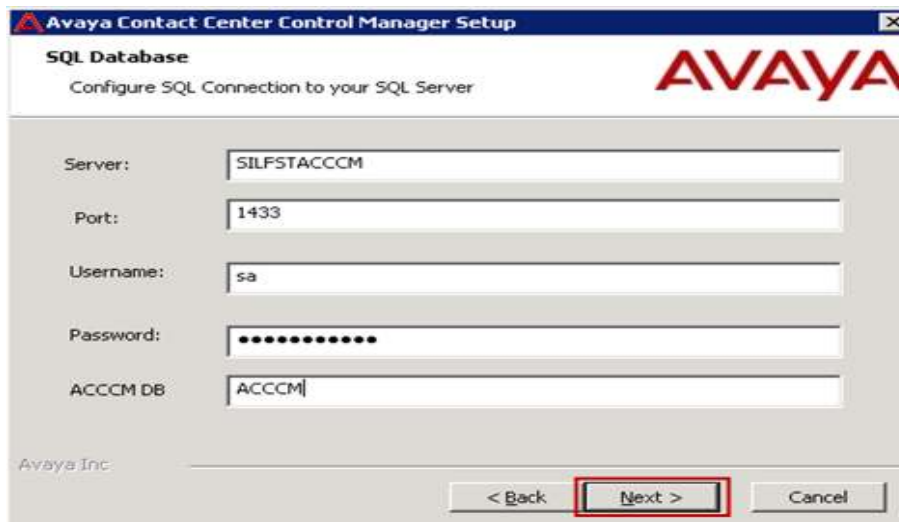 Avaya Contact Center Control Manager Setup
SQL Database
Configure SQL Connection to your SQL Server
AVAYA
Server: SILFSTACCCM
Port: 1433
Username: sa
Password: ●●●●●●●●●●●
ACCCM DB ACCCM
Avaya Inc
< Back Next > Cancel